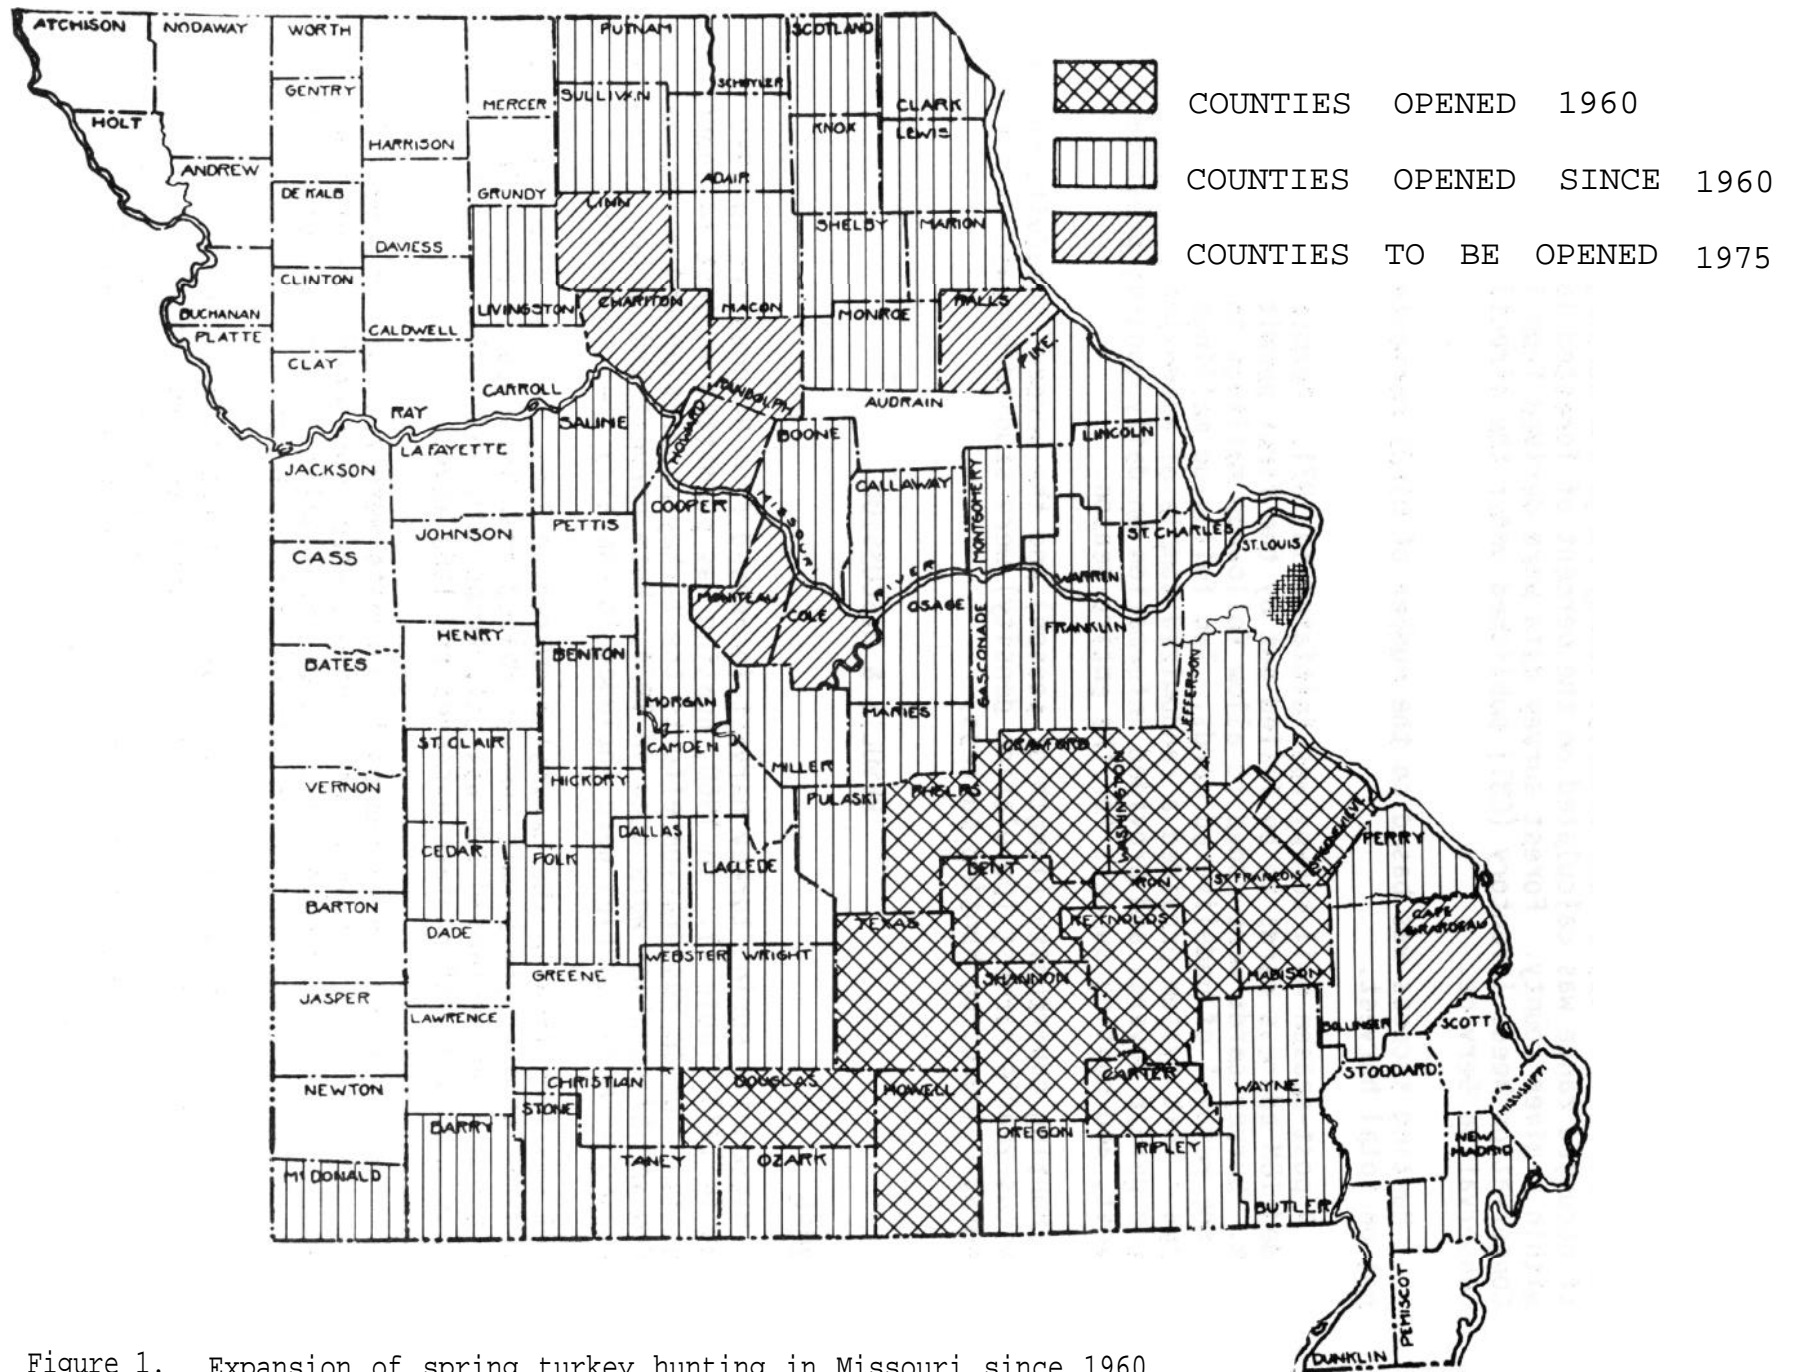 ATCHISON
NODAWAY
WORTH
PUTNAM
SCOTLAND
SCHUYLER
GENTRY
MERCER
SULLIVAN
CLARK
HOLT
HARRISON
KNOX
LEWIS
ANDREW
DE KALB
GRUNDY
LINN
ADAIR
DAVIESS
SHELBY
MARION
CLINTON
BUCHANAN
LIVINGSTON
CHARITON
MACON
MONROE
RALLS
PLATTE
CALDWELL
CLAY
CARROLL
RANDOLPH
PIKE
RAY
AUDRAIN
SALINE
HOWARD
BOONE
LINCOLN
LAFAYETTE
JACKSON
CALLAWAY
MONTGOMERY
COOPER
MISSOURI
RIVER
JOHNSON
PETTIS
ST. CHARLES
ST. LOUIS
CASS
WARREN
MONITEAU
COLE
OSAGE
GASCONADE
FRANKLIN
HENRY
BATES
BENTON
JEFFERSON
MORGAN
MARIES
ST. CLAIR
CAMDEN
MILLER
CRAWFORD
WASHINGTON
VERNON
HICKORY
PULASKI
PHELPS
DALLAS
PERRY
CEDAR
POLK
LACLEDE
DENT
IRON
ST. FRANCOIS
BARTON
DADE
TEXAS
REYNOLDS
CAPE
GIRARDEAU
GREENE
WEBSTER
WRIGHT
SHANNON
MADISON
JASPER
LAWRENCE
BOLLINGER
SCOTT
NEWTON
CHRISTIAN
DOUGLAS
HOWELL
CARTER
WAYNE
STODDARD
MISSISSIPPI
STONE
BARRY
OREGON
RIPLEY
NEW
MADRID
McDONALD
TANEY
OZARK
BUTLER
PEMISCOT
DUNKLIN
COUNTIES OPENED 1960
COUNTIES OPENED SINCE 1960
COUNTIES TO BE OPENED 1975
Figure 1. Expansion of spring turkey hunting in Missouri since 1960